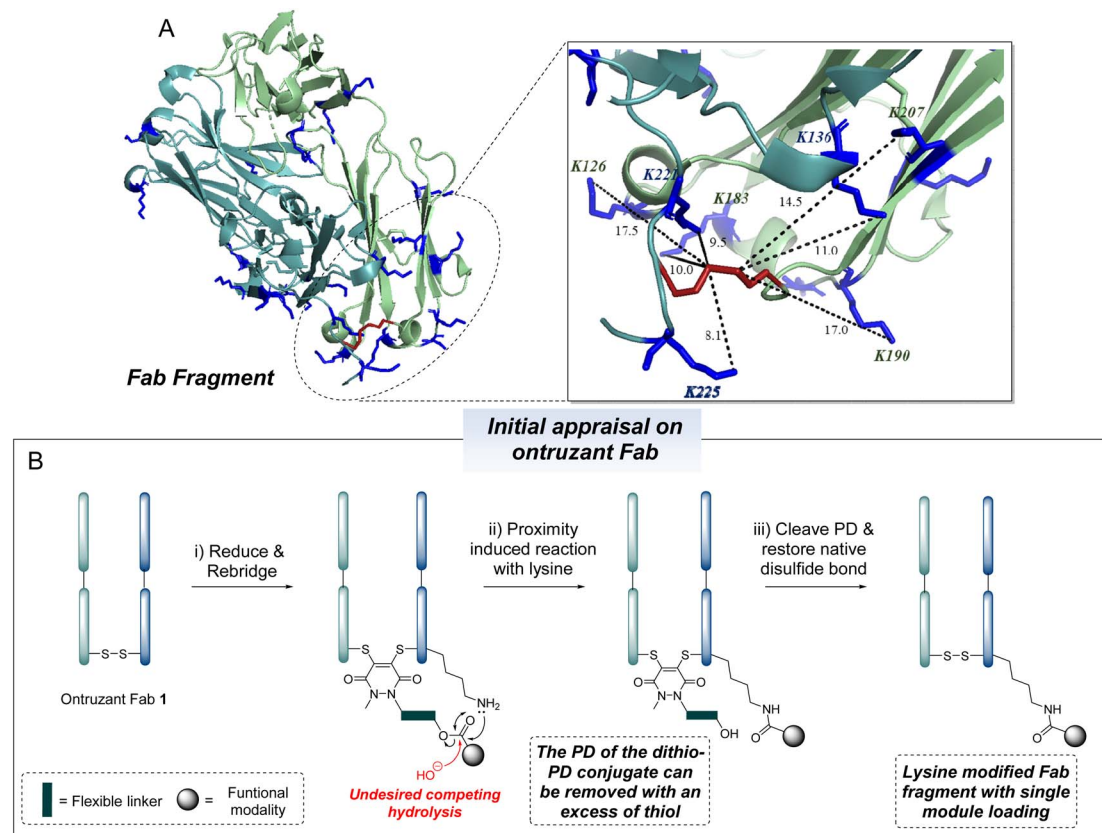 A
Fab Fragment
K207
K136
K126
K221
K183
14.5
17.5
9.5
11.0
10.0
17.0
8.1
K190
K225
Initial appraisal on
ontruzant Fab
B
i) Reduce &
Rebridge
ii) Proximity
induced reaction
with lysine
iii) Cleave PD &
restore native
disulfide bond
S-S
Ontruzant Fab 1
S S
O O
N-N
NH2
O
O
HO⊖
Undesired competing
hydrolysis
S S
O O
N-N
OH
NH
O
The PD of the dithio-
PD conjugate can
be removed with an
excess of thiol
S-S
NH
O
Lysine modified Fab
fragment with single
module loading
= Flexible linker
= Funtional
modality